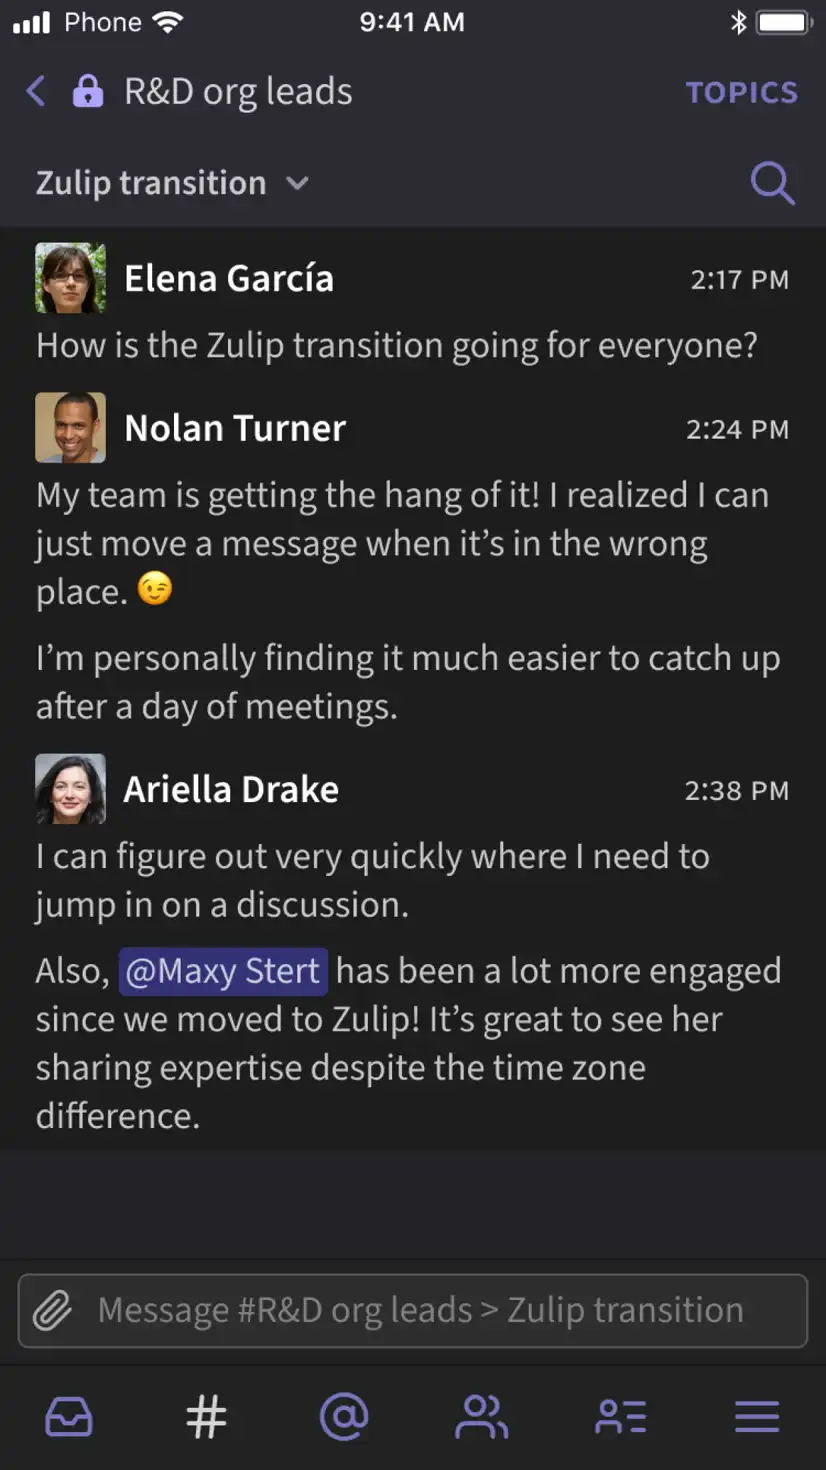 Phone 9:41 AM
R&D org leads TOPICS
Zulip transition
Elena García 2:17 PM
How is the Zulip transition going for everyone?
Nolan Turner 2:24 PM
My team is getting the hang of it! I realized I can
just move a message when it’s in the wrong
place. 😉
I’m personally finding it much easier to catch up
after a day of meetings.
Ariella Drake 2:38 PM
I can figure out very quickly where I need to
jump in on a discussion.
Also, @Maxy Stert has been a lot more engaged
since we moved to Zulip! It’s great to see her
sharing expertise despite the time zone
difference.
Message #R&D org leads > Zulip transition